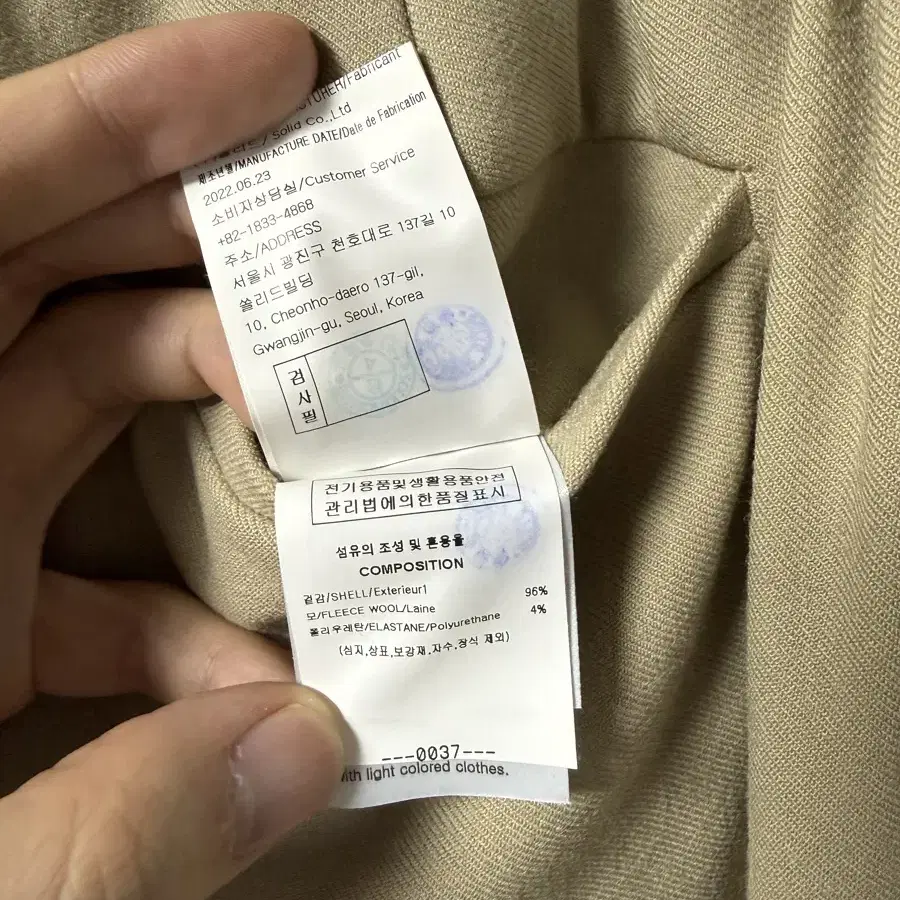 TURER/Fabricant
/ Solid Co.,Ltd
제조년월/MANUFACTURE DATE/Date de Fabrication
2022.06.23
소비자상담실/Customer Service
+82-1833-4868
주소/ADDRESS
서울시 광진구 천호대로 137길 10
쏠리드빌딩
10, Cheonho-daero 137-gil,
Gwangjin-gu, Seoul, Korea
검사필
전기용품및생활용품안전
관리법에의한품질표시
섬유의 조성 및 혼용율
COMPOSITION
겉감/SHELL/Exterieur1
모/FLEECE WOOL/Laine 96%
폴리우레탄/ELASTANE/Polyurethane 4%
(심지,상표,보강재,자수,장식 제외)
---0037---
with light colored clothes.